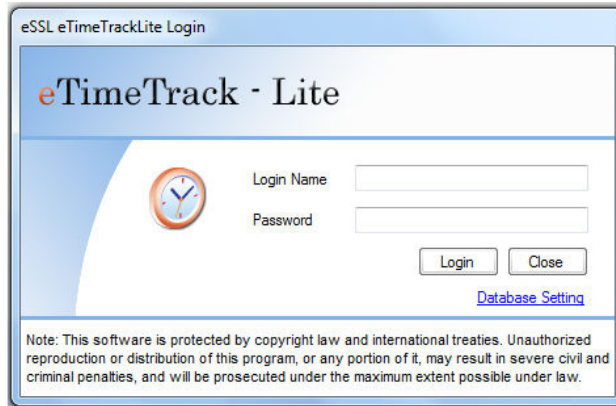 eSSL eTimeTrackLite Login
eTimeTrack - Lite
Login Name
Password
Login Close
Database Setting
Note: This software is protected by copyright law and international treaties. Unauthorized
reproduction or distribution of this program, or any portion of it, may result in severe civil and
criminal penalties, and will be prosecuted under the maximum extent possible under law.